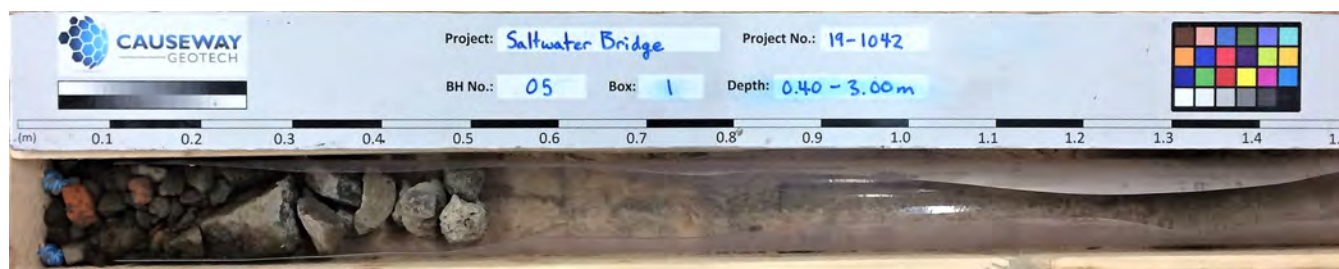 CAUSEWAY
GEOTECH
Project: Saltwater Bridge Project No.: 19-1042
BH No.: 05 Box: 1 Depth: 0.40 - 3.00m
(m) 0.1 0.2 0.3 0.4 0.5 0.6 0.7 0.8 0.9 1.0 1.1 1.2 1.3 1.4